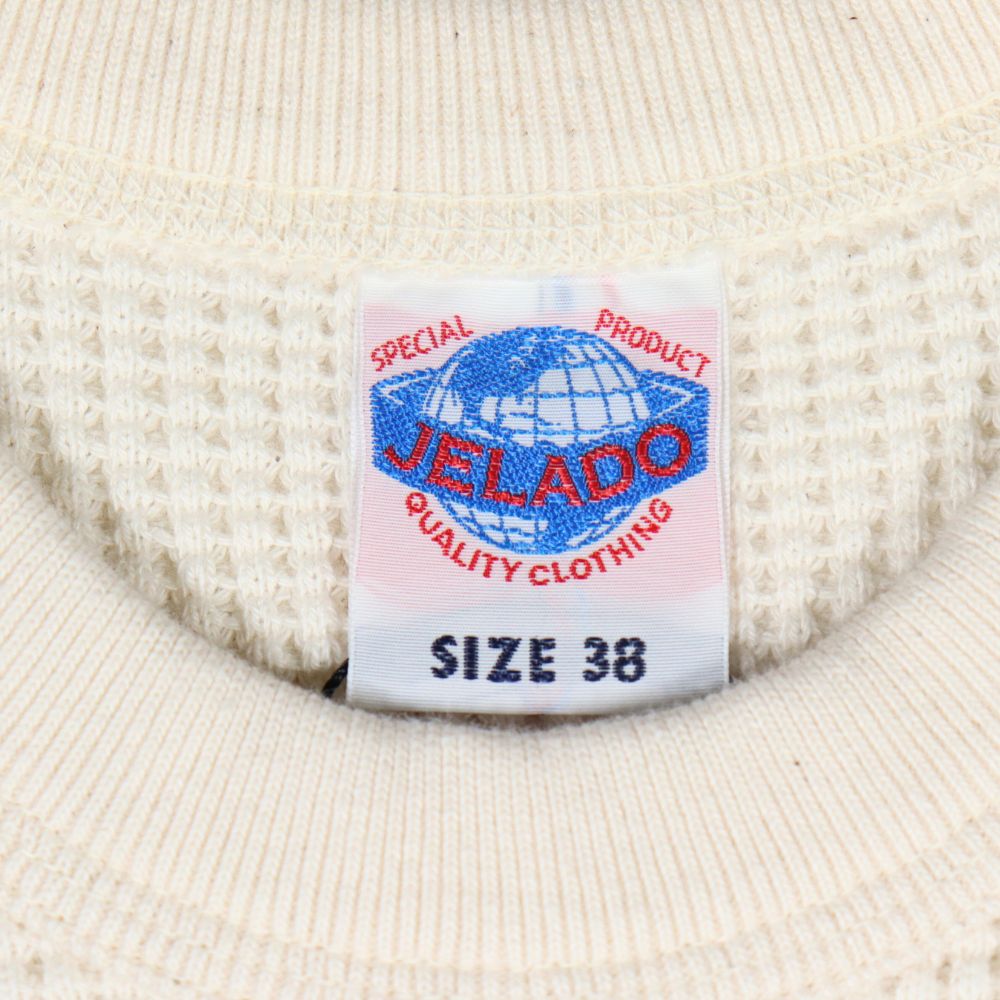 SPECIAL PRODUCT
JELADO
QUALITY CLOTHING
SIZE 38